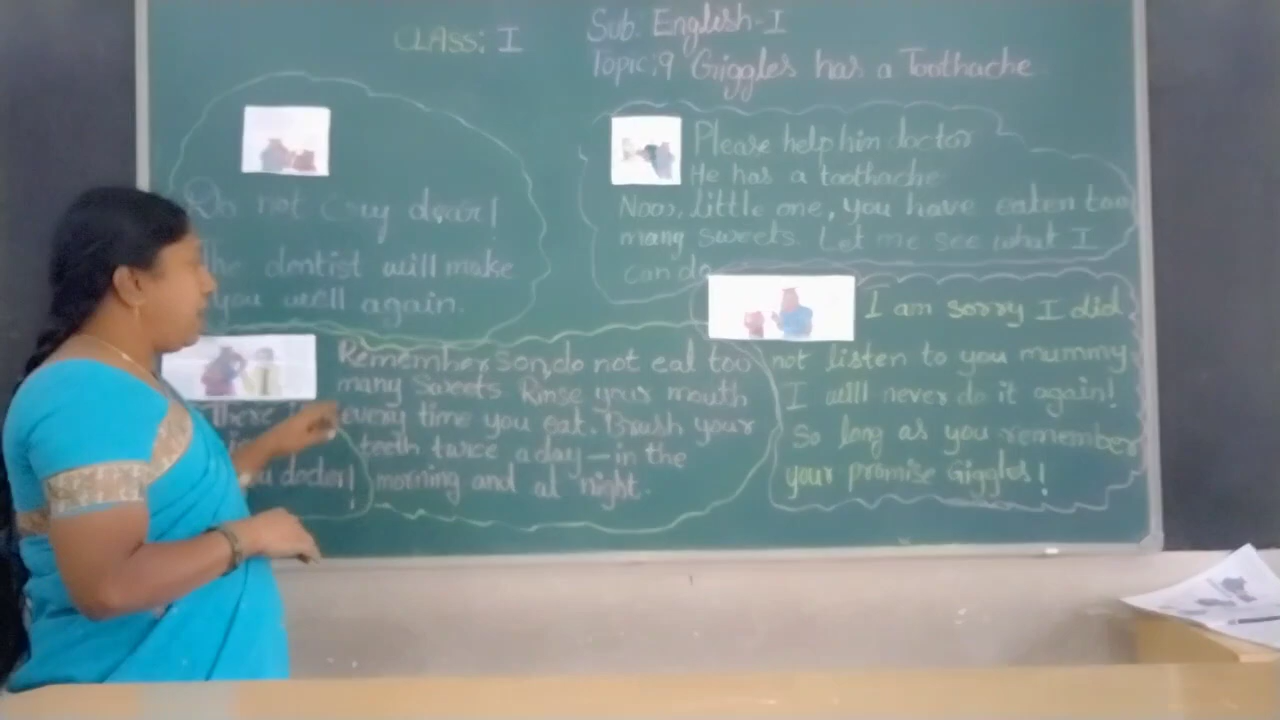 CLASS: I
Sub. English-I
Topic:9 Giggles has a Toothache
Do not Cry dear!
The dentist will make
you well again.
Please help him doctor
He has a toothache
Noos, little one, you have eaten too
many sweets. Let me see what I
can do
Remember son, do not eat too
many sweets. Rinse your mouth
every time you eat. Brush your
teeth twice a day – in the
morning and at night.
There
doctor!
I am sorry I did
not listen to you mummy
I will never do it again!
So long as you remember
your promise Giggles!